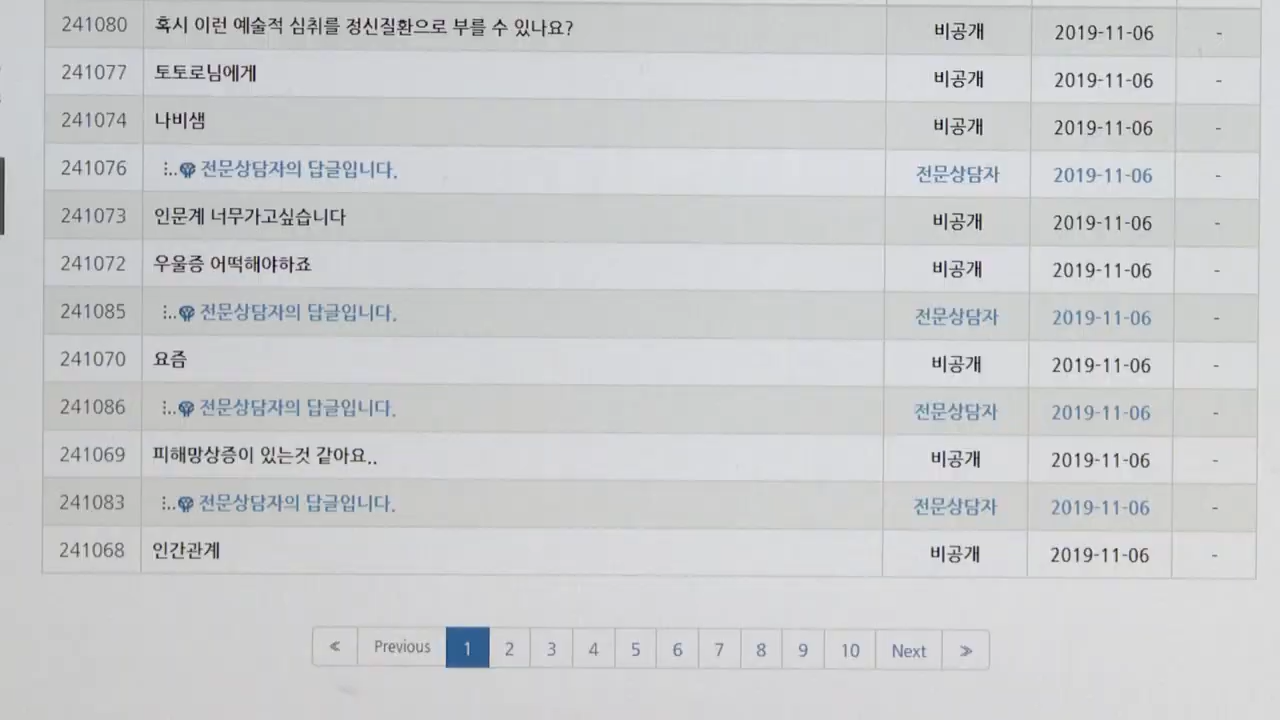 241080 혹시 이런 예술적 심취를 정신질환으로 부를 수 있나요? 비공개 2019-11-06 -
241077 토토로님에게 비공개 2019-11-06 -
241074 나비샘 비공개 2019-11-06 -
241076 전문상담자의 답글입니다. 전문상담자 2019-11-06 -
241073 인문계 너무가고싶습니다 비공개 2019-11-06 -
241072 우울증 어떡해야하죠 비공개 2019-11-06 -
241085 전문상담자의 답글입니다. 전문상담자 2019-11-06 -
241070 요즘 비공개 2019-11-06 -
241086 전문상담자의 답글입니다. 전문상담자 2019-11-06 -
241069 피해망상증이 있는것 같아요.. 비공개 2019-11-06 -
241083 전문상담자의 답글입니다. 전문상담자 2019-11-06 -
241068 인간관계 비공개 2019-11-06 -
« Previous 1 2 3 4 5 6 7 8 9 10 Next »